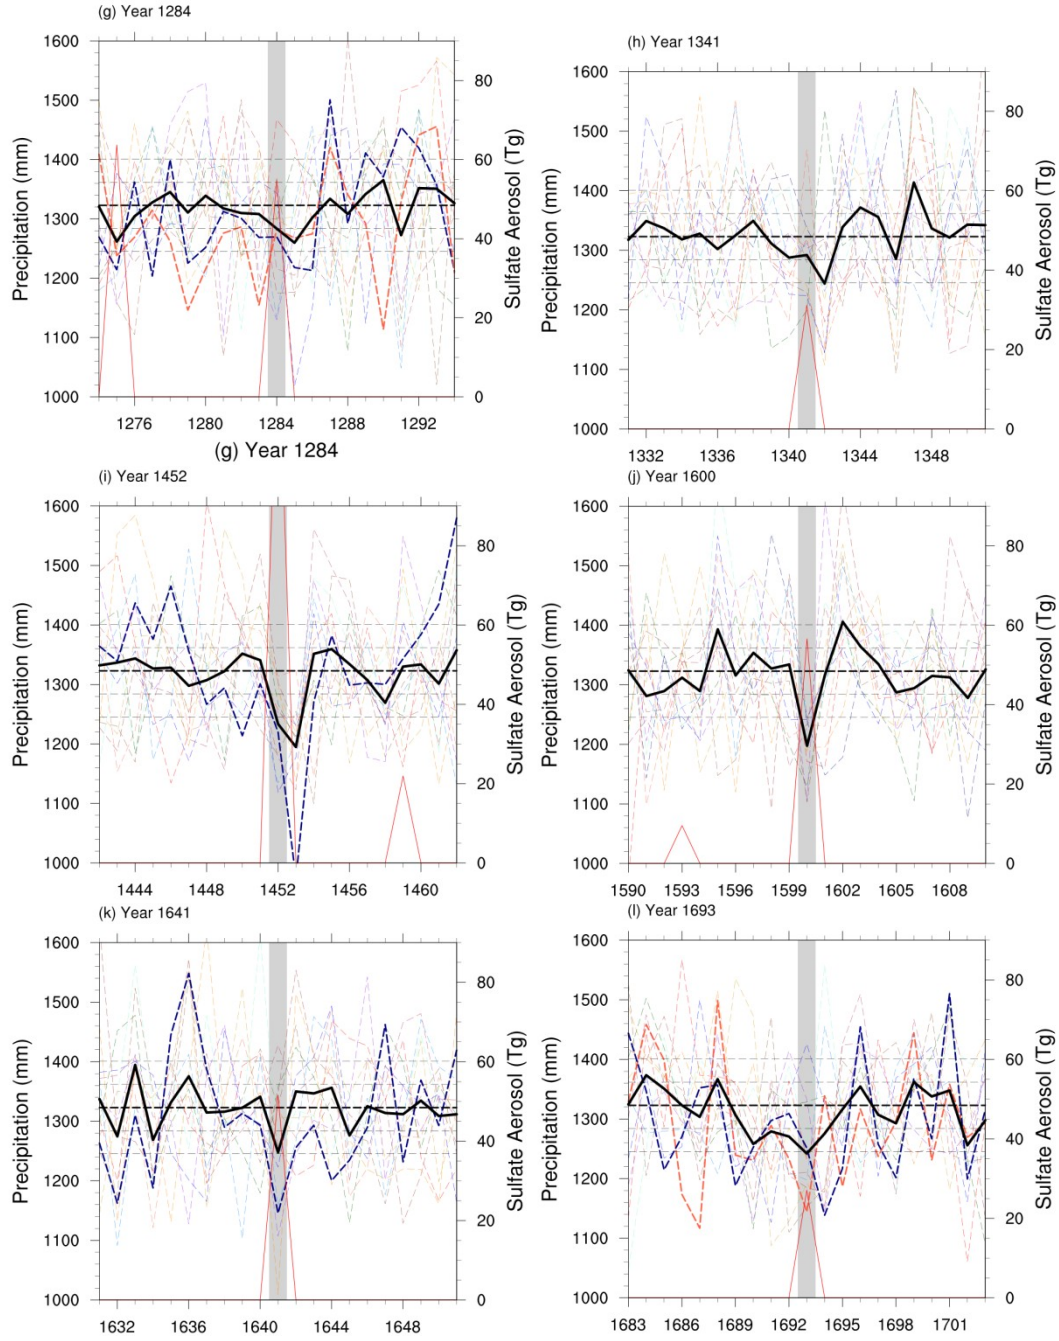 (g) Year 1284
1600
1500
1400
1300
1200
1100
1000
Precipitation (mm)
80
60
40
20
0
Sulfate Aerosol (Tg)
1276 1280 1284 1288 1292
(g) Year 1284
(h) Year 1341
1600
1500
1400
1300
1200
1100
1000
Precipitation (mm)
80
60
40
20
0
Sulfate Aerosol (Tg)
1332 1336 1340 1344 1348
(i) Year 1452
1600
1500
1400
1300
1200
1100
1000
Precipitation (mm)
80
60
40
20
0
Sulfate Aerosol (Tg)
1444 1448 1452 1456 1460
(j) Year 1600
1600
1500
1400
1300
1200
1100
1000
Precipitation (mm)
80
60
40
20
0
Sulfate Aerosol (Tg)
1590 1593 1596 1599 1602 1605 1608
(k) Year 1641
1600
1500
1400
1300
1200
1100
1000
Precipitation (mm)
80
60
40
20
0
Sulfate Aerosol (Tg)
1632 1636 1640 1644 1648
(l) Year 1693
1600
1500
1400
1300
1200
1100
1000
Precipitation (mm)
80
60
40
20
0
Sulfate Aerosol (Tg)
1683 1686 1689 1692 1695 1698 1701